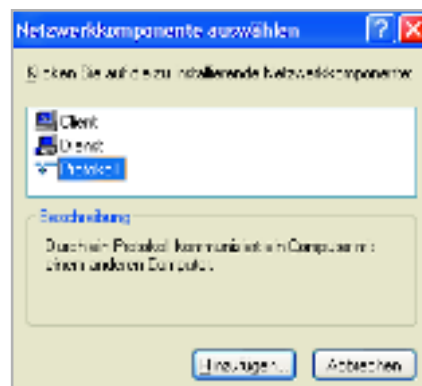 Netzwerkkomponente auswählen
Klicken Sie auf die zu installierende Netzwerkkomponente:
Client
Dienst
Protokoll
Beschreibung
Durch ein Protokoll kommuniziert ein Computer mit
einem anderen Computer.
Hinzufügen...
Abbrechen